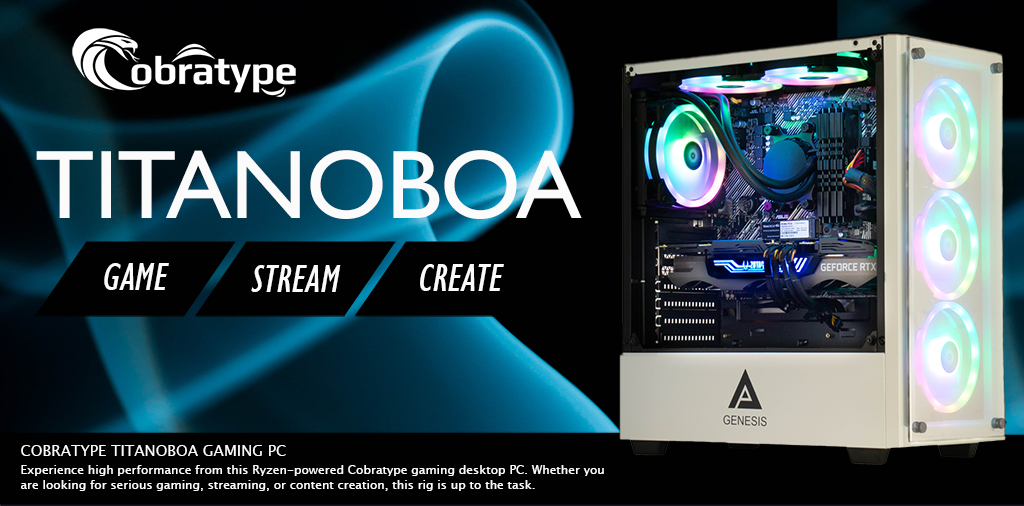 Cobratype
TITANOBOA
GAME
STREAM
CREATE
GEFORCE RTX
GENESIS
COBRATYPE TITANOBOA GAMING PC
Experience high performance from this Ryzen-powered Cobratype gaming desktop PC. Whether you
are looking for serious gaming, streaming, or content creation, this rig is up to the task.